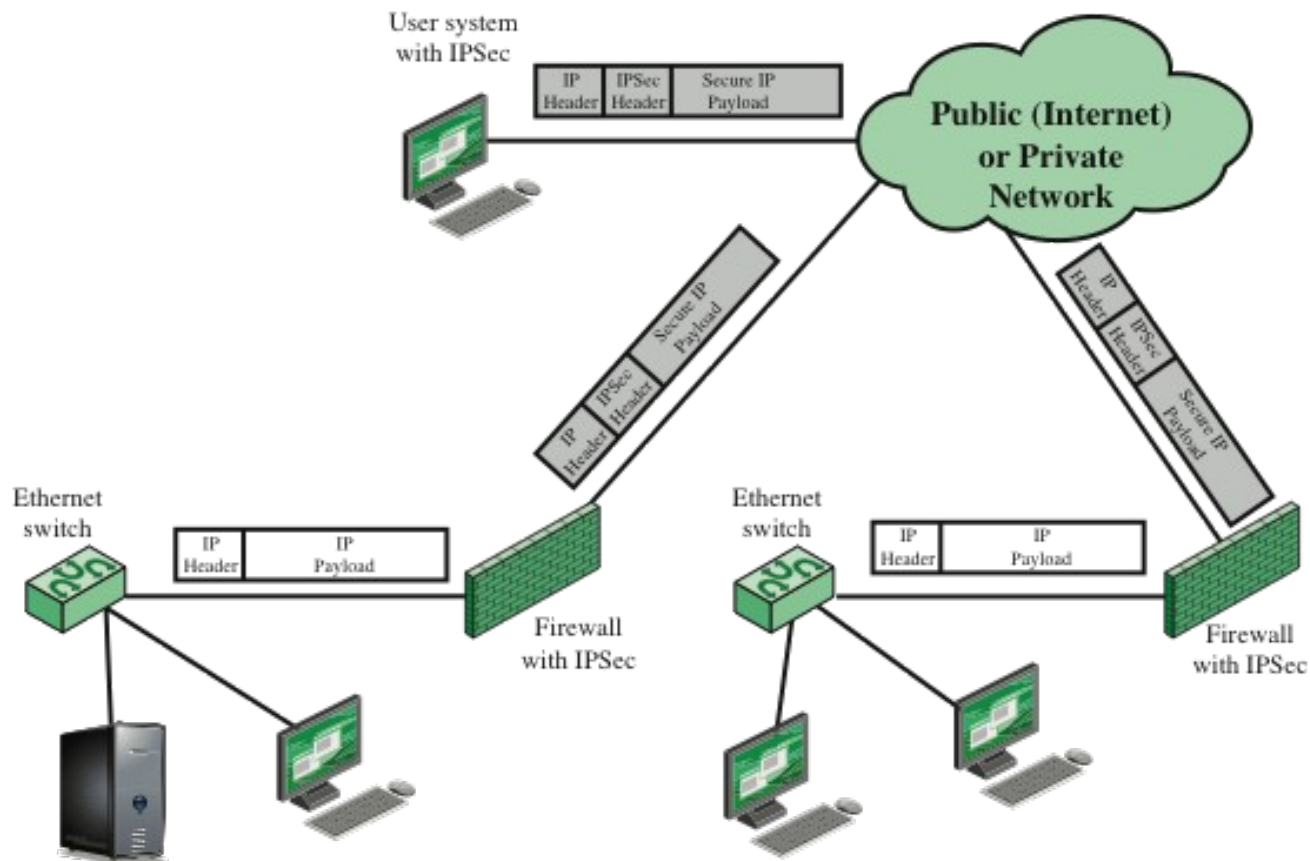 User system
with IPSec
IP
Header
IPSec
Header
Secure IP
Payload
Public (Internet)
or Private
Network
IP
Header
IPSec
Header
Secure IP
Payload
IP
Header
IPSec
Header
Secure IP
Payload
Ethernet
switch
IP
Header
IP
Payload
Firewall
with IPSec
Ethernet
switch
IP
Header
IP
Payload
Firewall
with IPSec